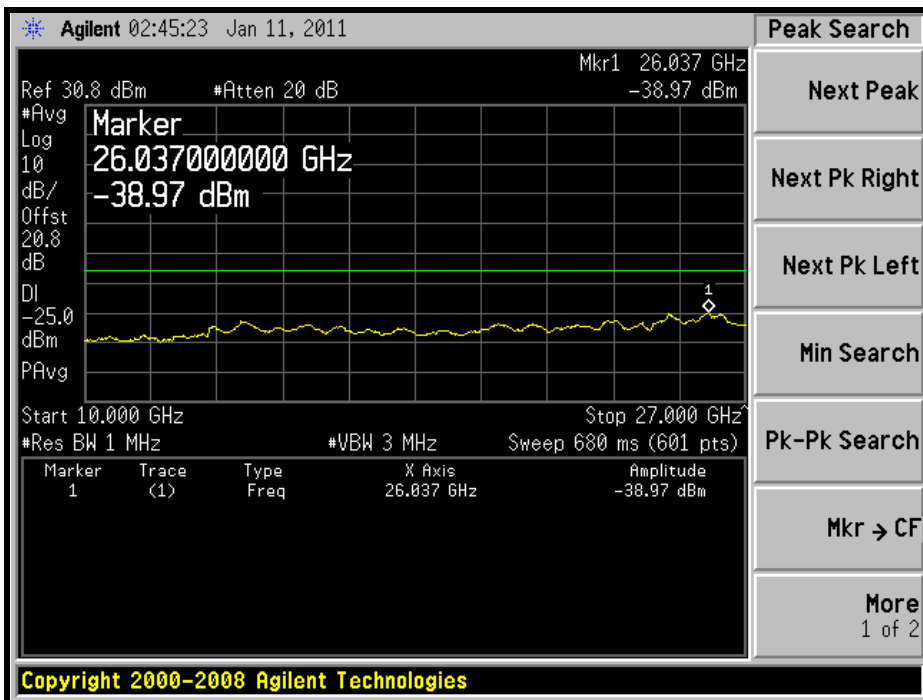 Agilent 02:45:23 Jan 11, 2011
Peak Search
Mkr1 26.037 GHz
Ref 30.8 dBm #Atten 20 dB -38.97 dBm
#Avg
Log
10
dB/
Offst
20.8
dB
DI
-25.0
dBm
PAvg
Marker
26.037000000 GHz
-38.97 dBm
1
Start 10.000 GHz Stop 27.000 GHz^
#Res BW 1 MHz #VBW 3 MHz Sweep 680 ms (601 pts)
Marker Trace Type X Axis Amplitude
1 (1) Freq 26.037 GHz -38.97 dBm
Next Peak
Next Pk Right
Next Pk Left
Min Search
Pk-Pk Search
Mkr → CF
More
1 of 2
Copyright 2000-2008 Agilent Technologies